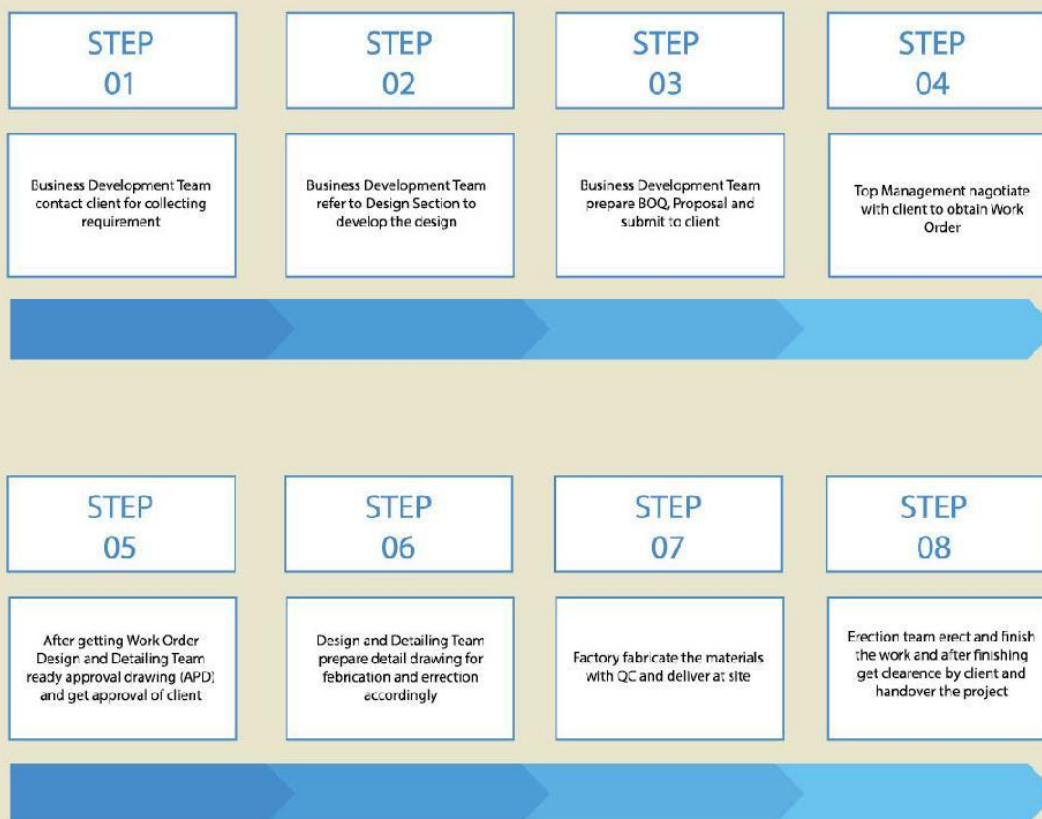 STEP
01
Business Development Team
contact client for collecting
requirement
STEP
02
Business Development Team
refer to Design Section to
develop the design
STEP
03
Business Development Team
prepare BOQ, Proposal and
submit to client
STEP
04
Top Management nagotiate
with client to obtain Work
Order
STEP
05
After getting Work Order
Design and Detailing Team
ready approval drawing (APD)
and get approval of client
STEP
06
Design and Detailing Team
prepare detail drawing for
febrication and errection
accordingly
STEP
07
Factory fabricate the materials
with QC and deliver at site
STEP
08
Erection team erect and finish
the work and after finishing
get clearence by client and
handover the project